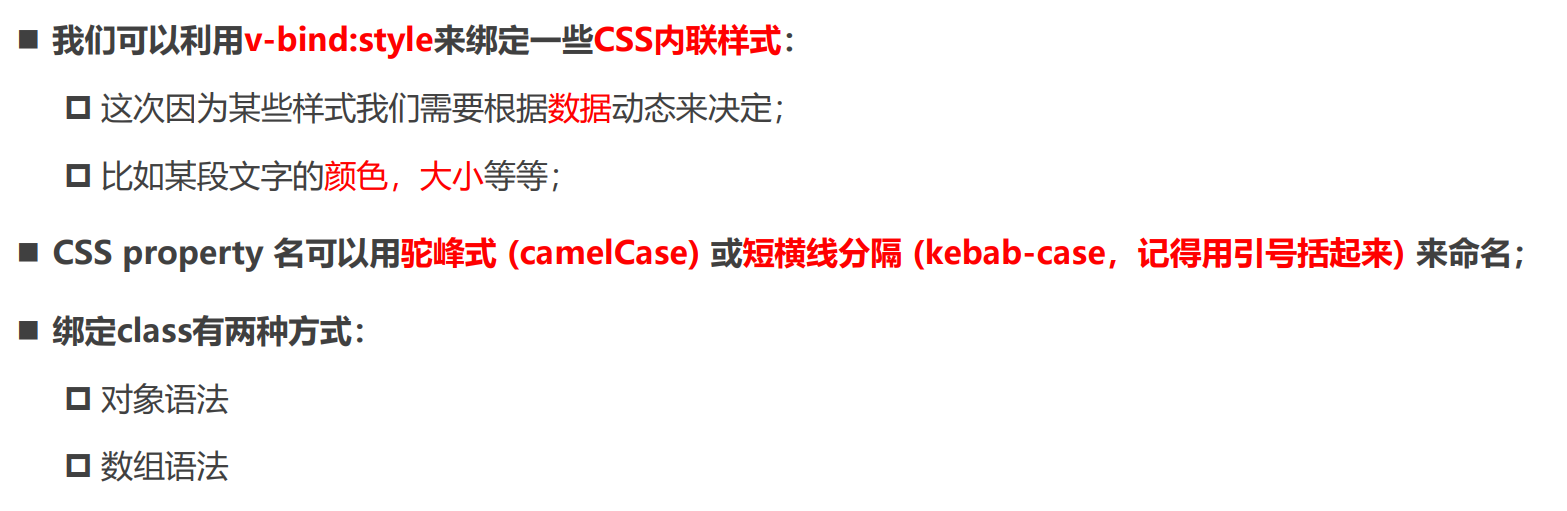 ■ 我们可以利用v-bind:style来绑定一些CSS内联样式：
□ 这次因为某些样式我们需要根据数据动态来决定；
□ 比如某段文字的颜色，大小等等；
■ CSS property 名可以用驼峰式 (camelCase) 或短横线分隔 (kebab-case，记得用引号括起来) 来命名；
■ 绑定class有两种方式：
□ 对象语法
□ 数组语法